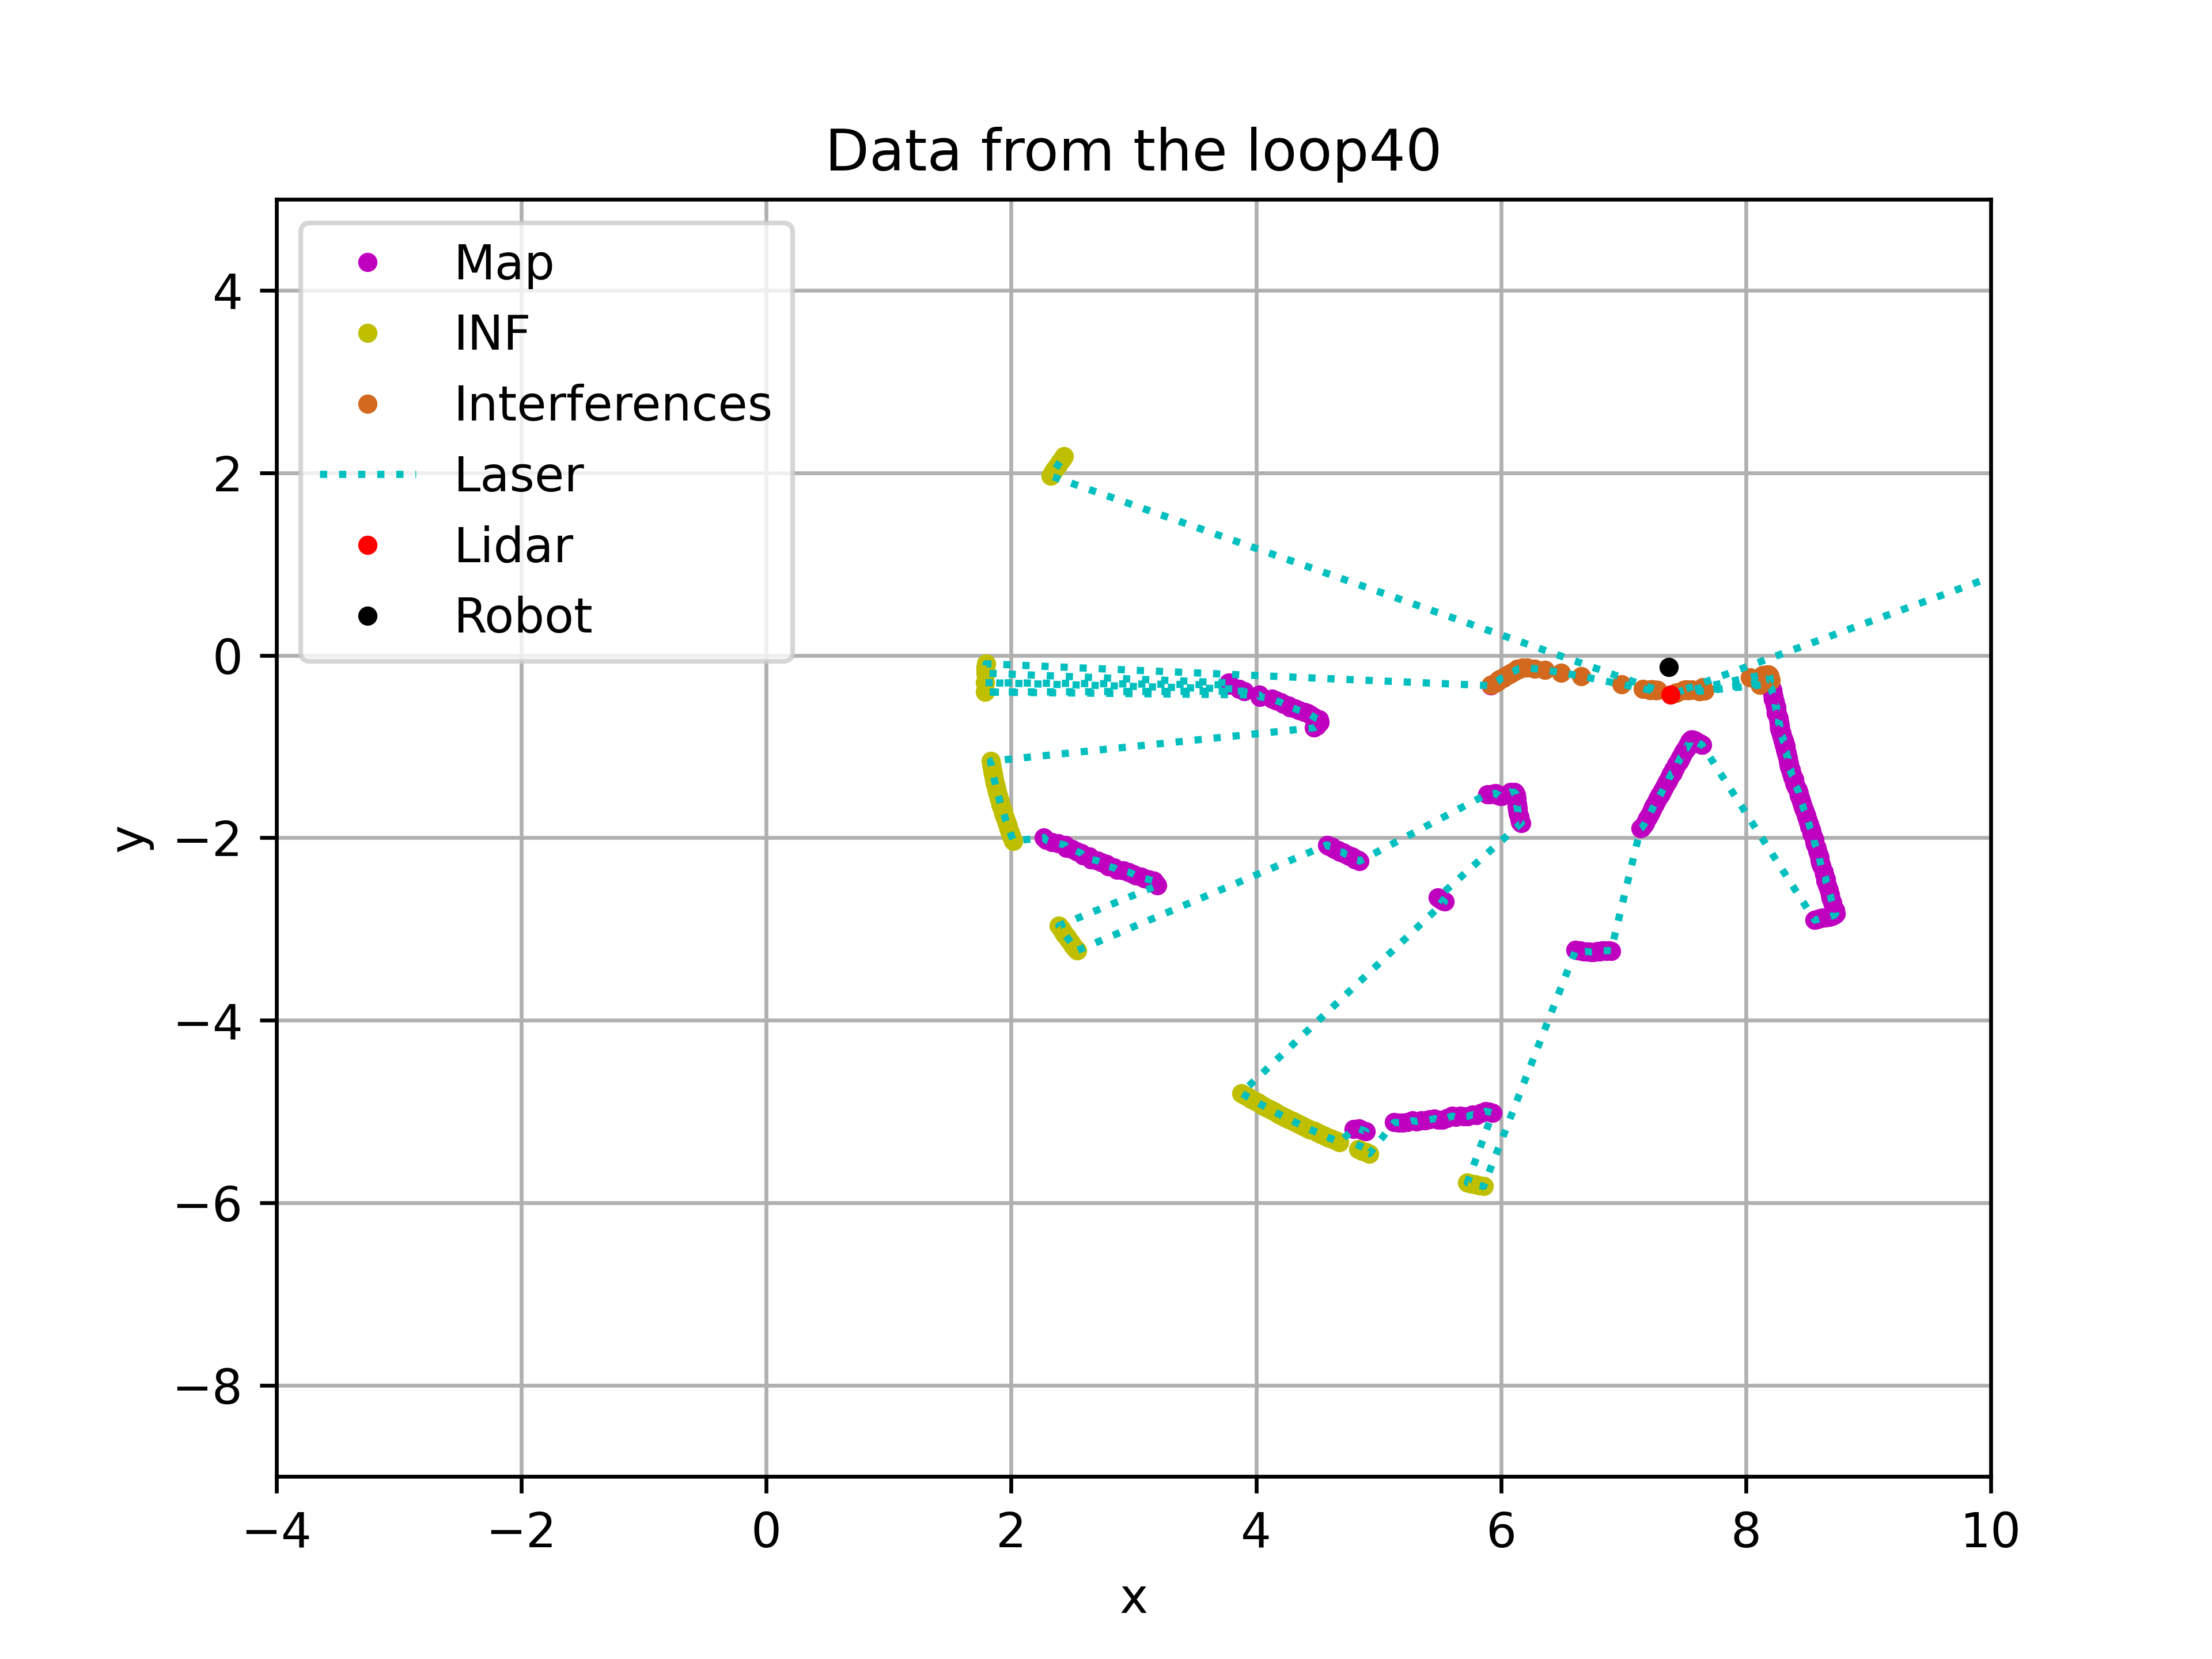 Data from the loop40
Map
INF
Interferences
Laser
Lidar
Robot
4
2
0
−2
−4
−6
−8
y
−4
−2
0
2
4
6
8
10
x